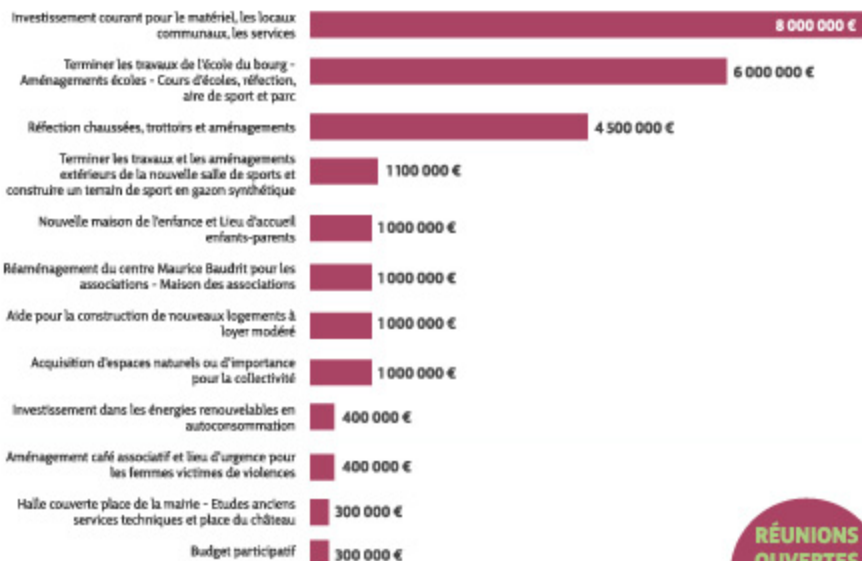 Investissement courant pour le matériel, les locaux
communaux, les services
8 000 000 €
Terminer les travaux de l'école du bourg -
Aménagements écoles - Cours d'écoles, réfection,
aire de sport et parc
6 000 000 €
Réfection chaussées, trottoirs et aménagements
4 500 000 €
Terminer les travaux et les aménagements
extérieurs de la nouvelle salle de sports et
construire un terrain de sport en gazon synthétique
1 100 000 €
Nouvelle maison de l'enfance et Lieu d'accueil
enfants-parents
1 000 000 €
Réaménagement du centre Maurice Baudrit pour les
associations - Maison des associations
1 000 000 €
Aide pour la construction de nouveaux logements à
loyer modéré
1 000 000 €
Acquisition d'espaces naturels ou d'importance
pour la collectivité
1 000 000 €
Investissement dans les énergies renouvelables en
autoconsommation
400 000 €
Aménagement café associatif et lieu d'urgence pour
les femmes victimes de violences
400 000 €
Halle couverte place de la mairie - Etudes anciens
services techniques et place du château
300 000 €
Budget participatif
300 000 €
RÉUNIONS
OUVERTES